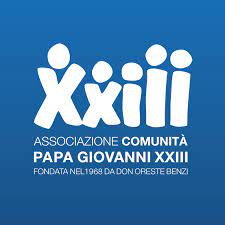 xxiii
ASSOCIAZIONE COMUNITÀ
PAPA GIOVANNI XXIII
FONDATA NEL1968 DA DON ORESTE BENZI